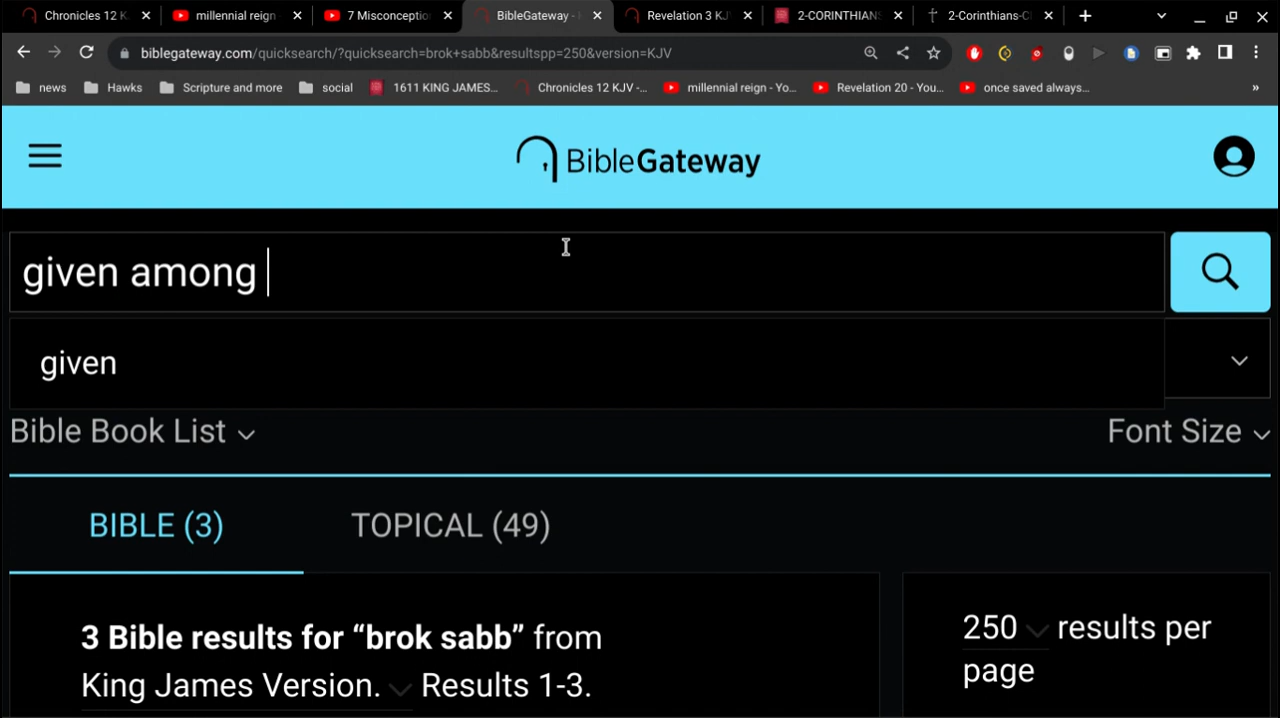 Chronicles 12 K
millennial reign
7 Misconceptio
BibleGateway -
Revelation 3 KJ
2-CORINTHIANS
2-Corinthians-C
biblegateway.com/quicksearch/?quicksearch=brok+sabb&resultspp=250&version=KJV
news
Hawks
Scripture and more
social
1611 KING JAMES...
Chronicles 12 KJV -...
millennial reign - Yo...
Revelation 20 - You...
once saved always...
»
BibleGateway
given among
given
Bible Book List
Font Size
BIBLE (3)
TOPICAL (49)
3 Bible results for “brok sabb” from
King James Version. Results 1-3.
250 results per
page